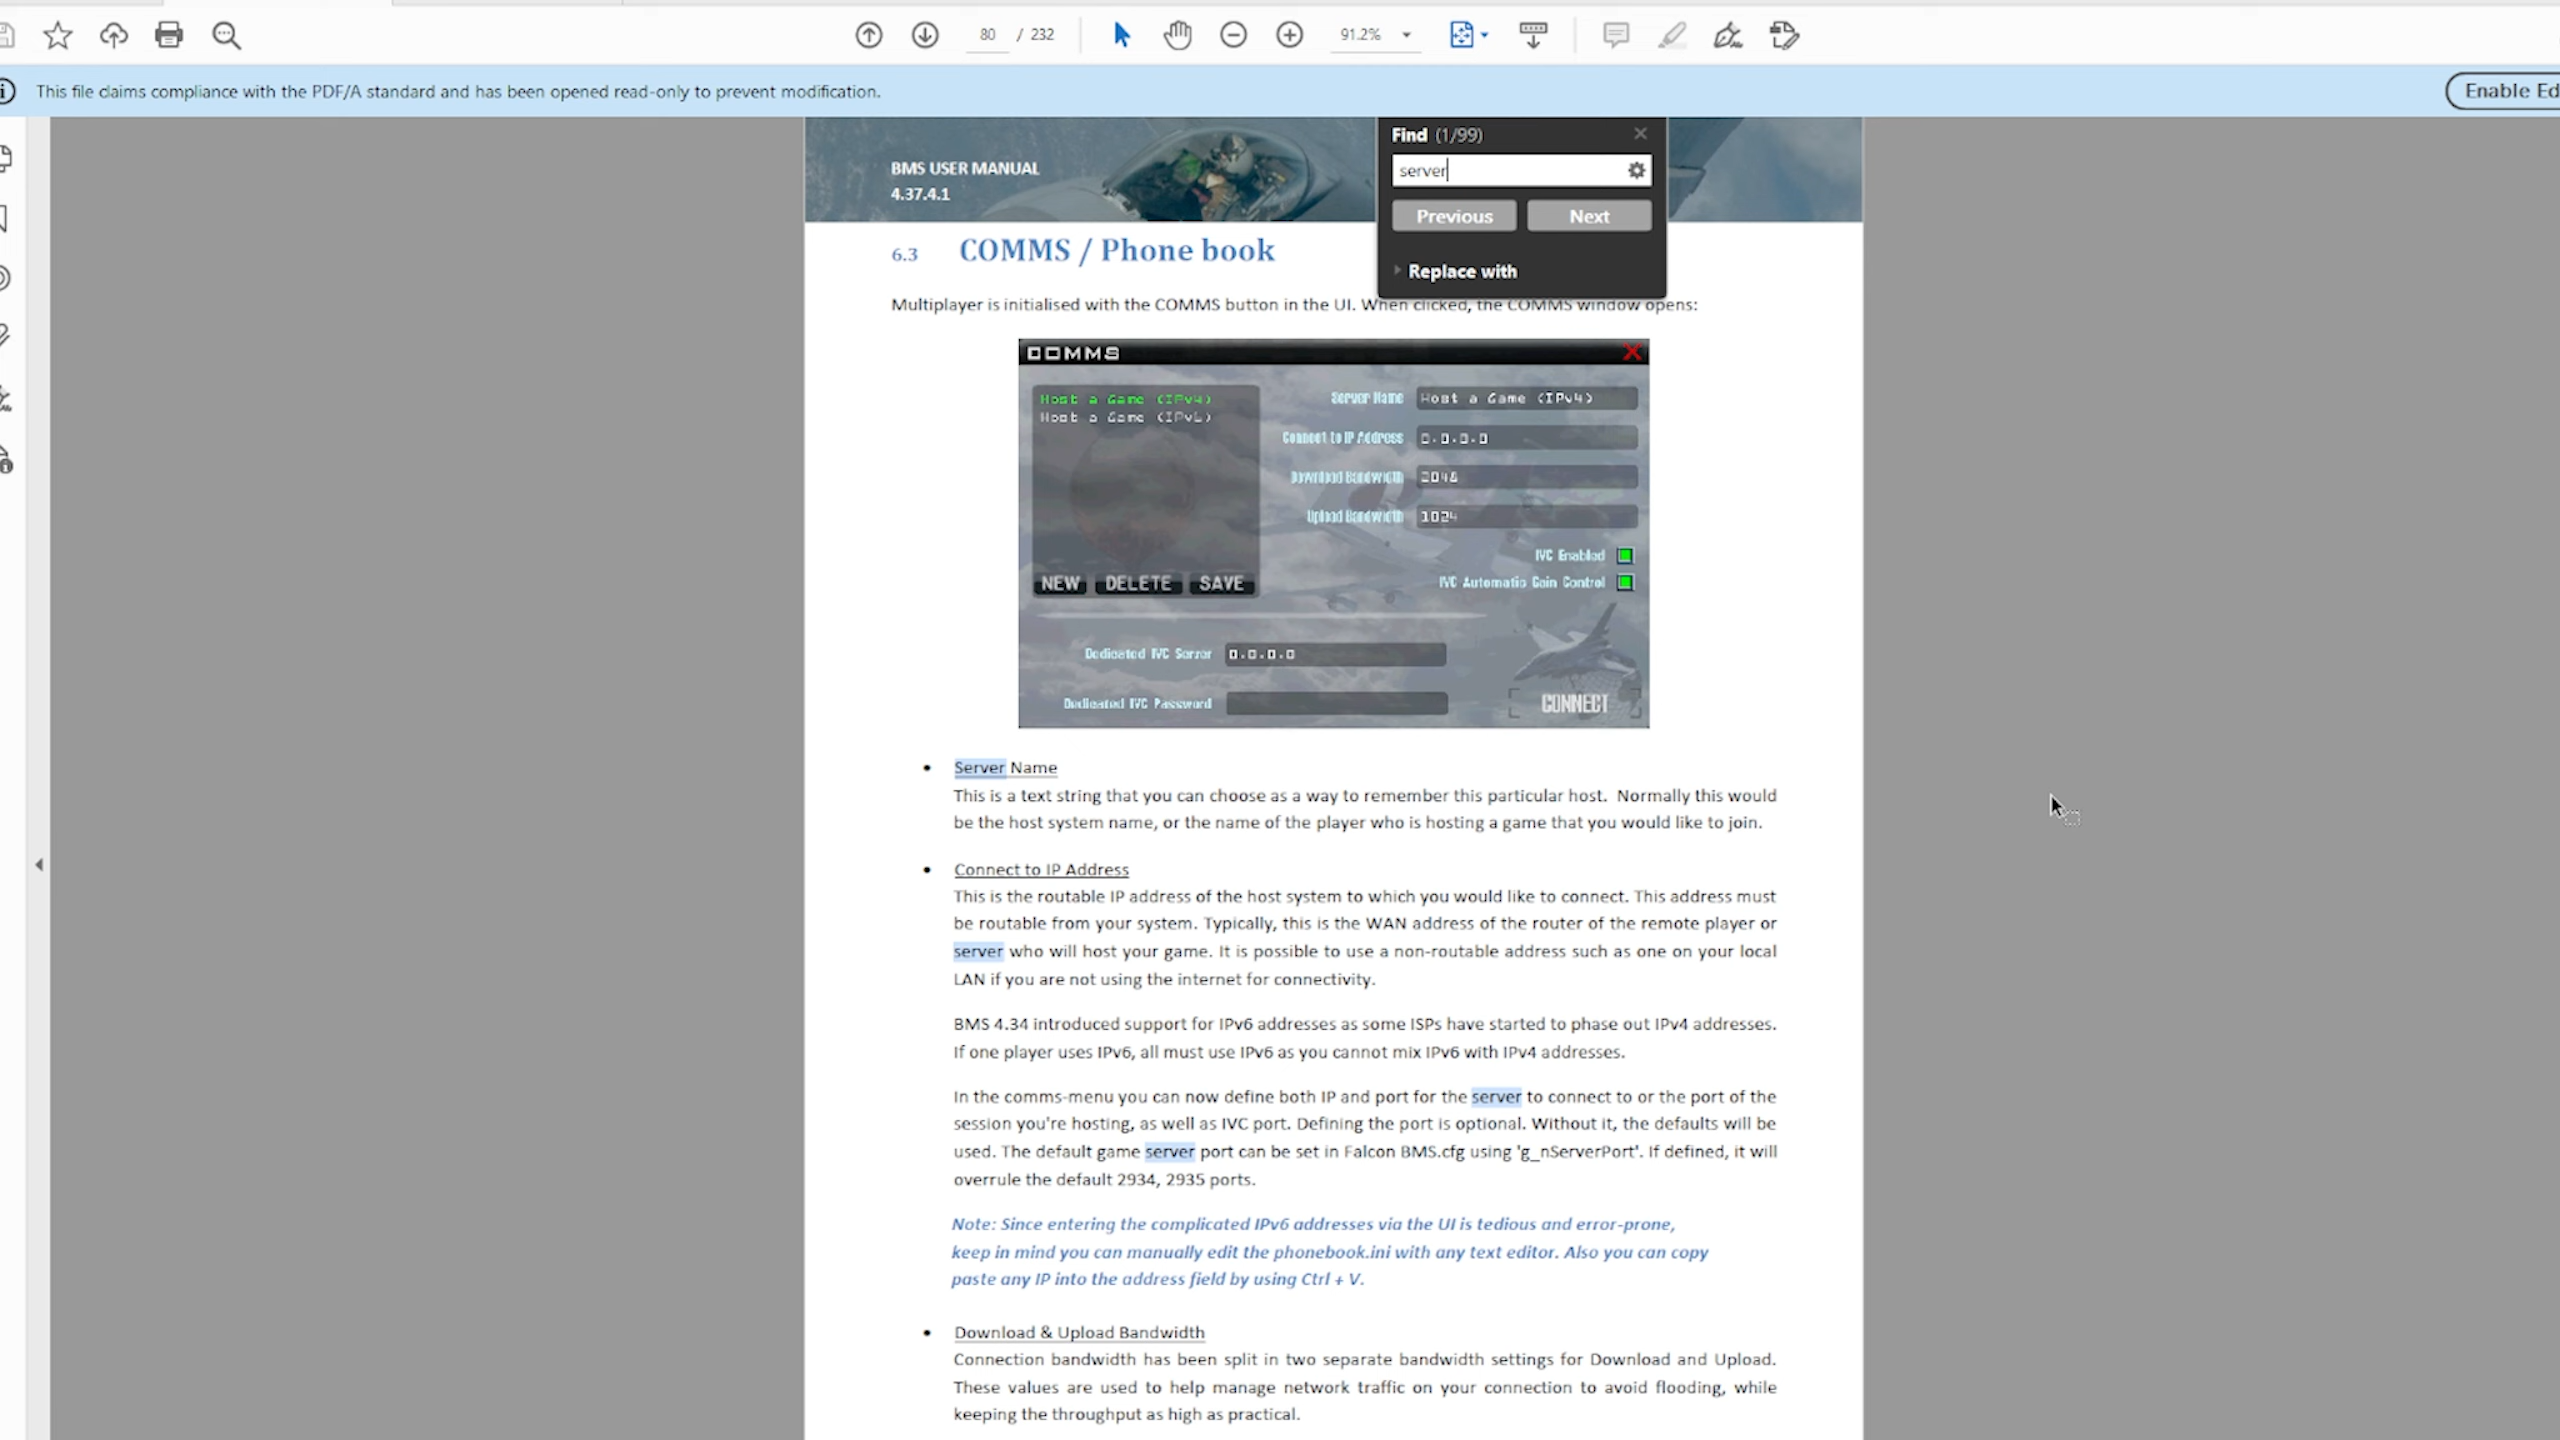 80 / 232
91.2%
This file claims compliance with the PDF/A standard and has been opened read-only to prevent modification.
Enable Ed
BMS USER MANUAL
4.37.4.1
Find (1/99)
server
Previous Next
Replace with
6.3 COMMS / Phone book
Multiplayer is initialised with the COMMS button in the UI. When clicked, the COMMS window opens:
COMMS
Host a Game (IPv4)
Host a Game (IPv6)
NEW DELETE SAVE
Server Name Host a Game (IPv4)
Connect to IP Address 0.0.0.0
Download Bandwidth 2048
Upload Bandwidth 1024
IVC Enabled
IVC Automatic Gain Control
Dedicated IVC Server 0.0.0.0
Dedicated IVC Password
CONNECT
• Server Name
This is a text string that you can choose as a way to remember this particular host. Normally this would
be the host system name, or the name of the player who is hosting a game that you would like to join.
• Connect to IP Address
This is the routable IP address of the host system to which you would like to connect. This address must
be routable from your system. Typically, this is the WAN address of the router of the remote player or
server who will host your game. It is possible to use a non-routable address such as one on your local
LAN if you are not using the internet for connectivity.
BMS 4.34 introduced support for IPv6 addresses as some ISPs have started to phase out IPv4 addresses.
If one player uses IPv6, all must use IPv6 as you cannot mix IPv6 with IPv4 addresses.
In the comms-menu you can now define both IP and port for the server to connect to or the port of the
session you're hosting, as well as IVC port. Defining the port is optional. Without it, the defaults will be
used. The default game server port can be set in Falcon BMS.cfg using 'g_nServerPort'. If defined, it will
overrule the default 2934, 2935 ports.
Note: Since entering the complicated IPv6 addresses via the UI is tedious and error-prone,
keep in mind you can manually edit the phonebook.ini with any text editor. Also you can copy
paste any IP into the address field by using Ctrl + V.
• Download & Upload Bandwidth
Connection bandwidth has been split in two separate bandwidth settings for Download and Upload.
These values are used to help manage network traffic on your connection to avoid flooding, while
keeping the throughput as high as practical.